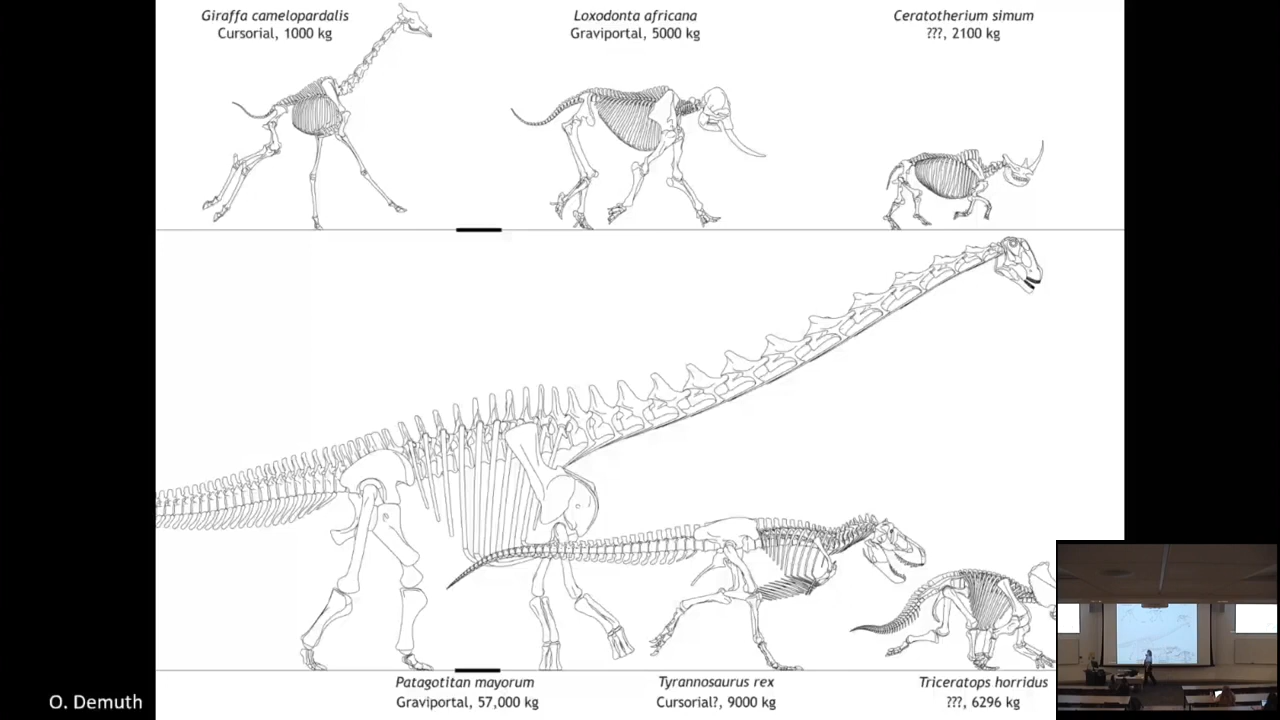 Giraffa camelopardalis
Cursorial, 1000 kg
Loxodonta africana
Graviportal, 5000 kg
Ceratotherium simum
???, 2100 kg
Patagotitan mayorum
Graviportal, 57,000 kg
Tyrannosaurus rex
Cursorial?, 9000 kg
Triceratops horridus
???, 6296 kg
O. Demuth